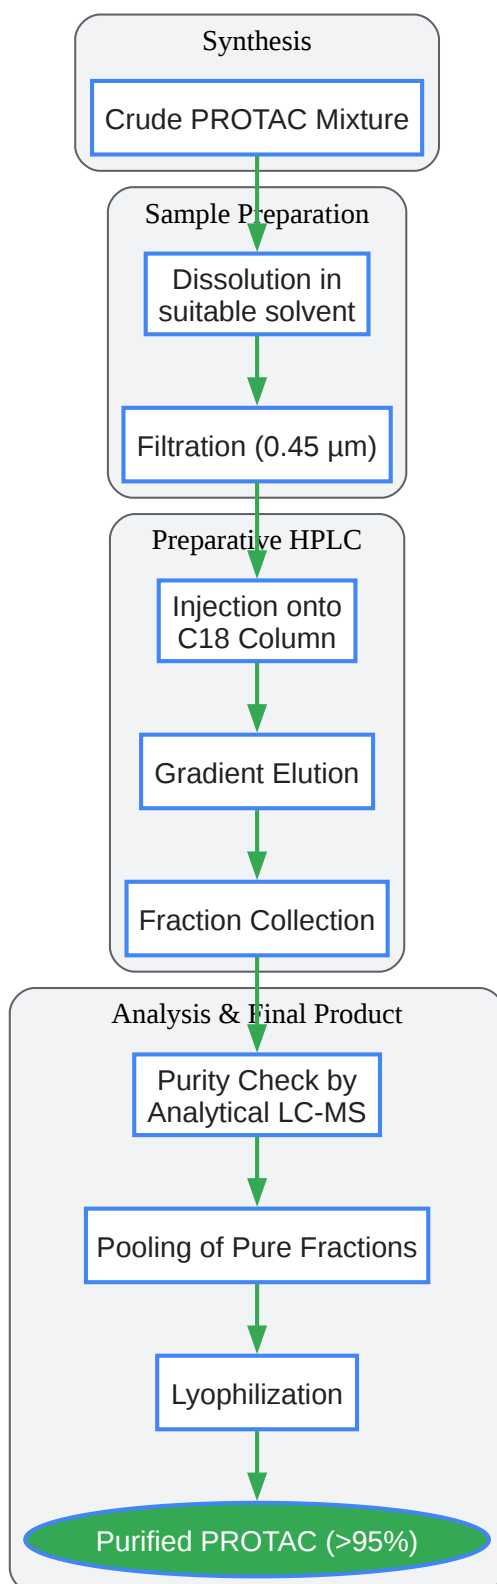 Synthesis
Crude PROTAC Mixture
Sample Preparation
Dissolution in
suitable solvent
Filtration (0.45 µm)
Preparative HPLC
Injection onto
C18 Column
Gradient Elution
Fraction Collection
Analysis & Final Product
Purity Check by
Analytical LC-MS
Pooling of Pure Fractions
Lyophilization
Purified PROTAC (>95%)